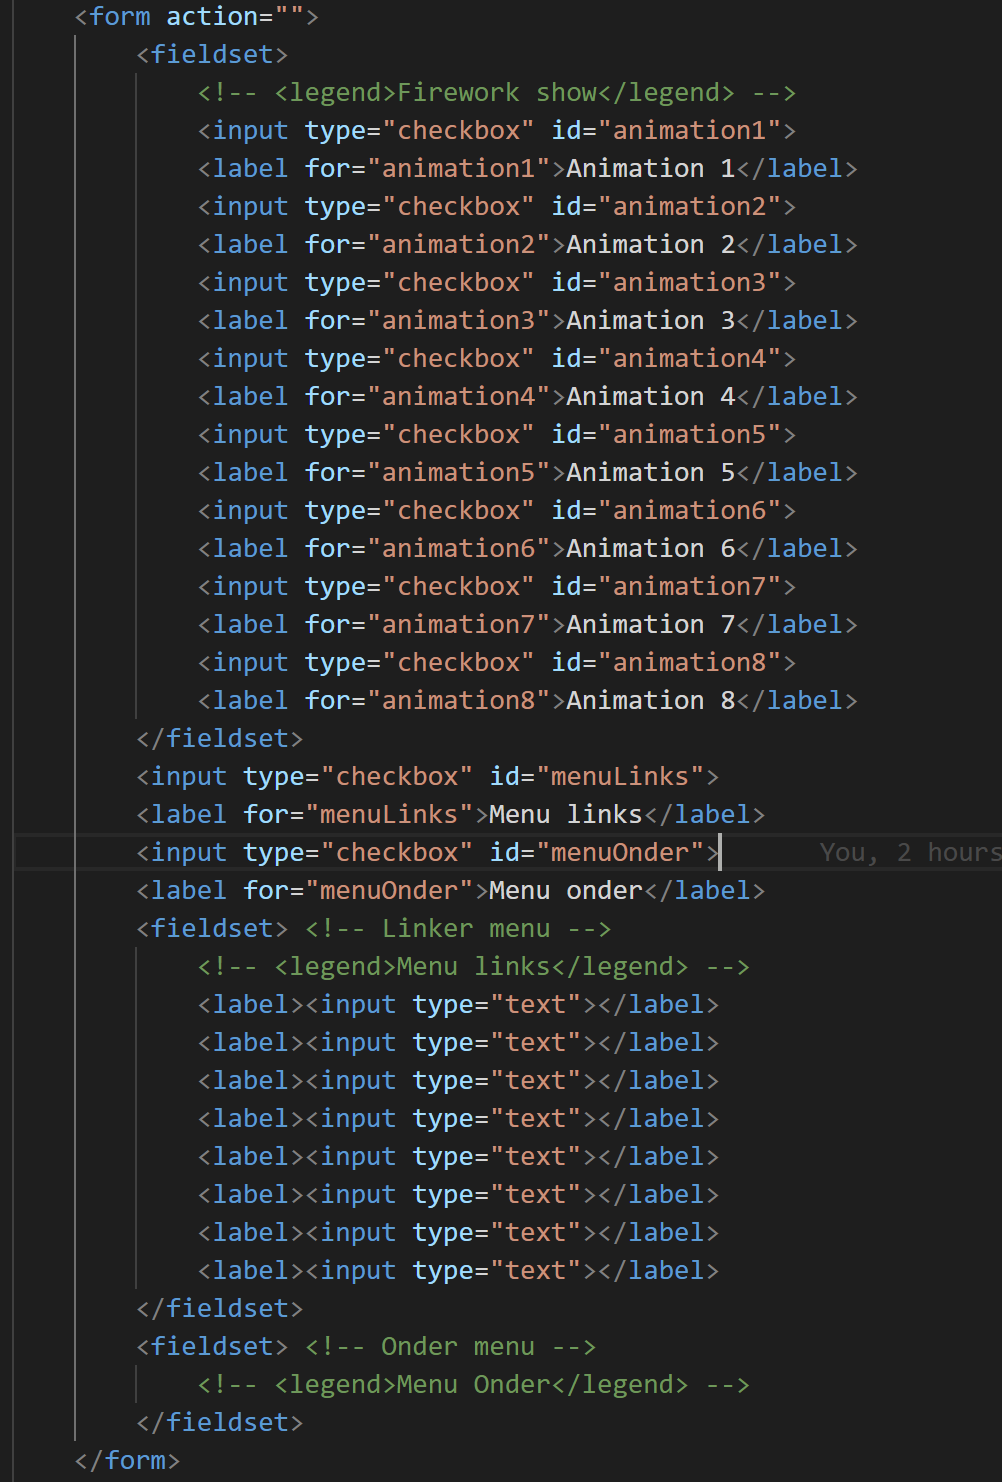 <form action="">
<fieldset>
<!-- <legend>Firework show</legend> -->
<input type="checkbox" id="animation1">
<label for="animation1">Animation 1</label>
<input type="checkbox" id="animation2">
<label for="animation2">Animation 2</label>
<input type="checkbox" id="animation3">
<label for="animation3">Animation 3</label>
<input type="checkbox" id="animation4">
<label for="animation4">Animation 4</label>
<input type="checkbox" id="animation5">
<label for="animation5">Animation 5</label>
<input type="checkbox" id="animation6">
<label for="animation6">Animation 6</label>
<input type="checkbox" id="animation7">
<label for="animation7">Animation 7</label>
<input type="checkbox" id="animation8">
<label for="animation8">Animation 8</label>
</fieldset>
<input type="checkbox" id="menuLinks">
<label for="menuLinks">Menu links</label>
<input type="checkbox" id="menuOnder"> You, 2 hours
<label for="menuOnder">Menu onder</label>
<fieldset> <!-- Linker menu -->
<!-- <legend>Menu links</legend> -->
<label><input type="text"></label>
<label><input type="text"></label>
<label><input type="text"></label>
<label><input type="text"></label>
<label><input type="text"></label>
<label><input type="text"></label>
<label><input type="text"></label>
<label><input type="text"></label>
</fieldset>
<fieldset> <!-- Onder menu -->
<!-- <legend>Menu Onder</legend> -->
</fieldset>
</form>